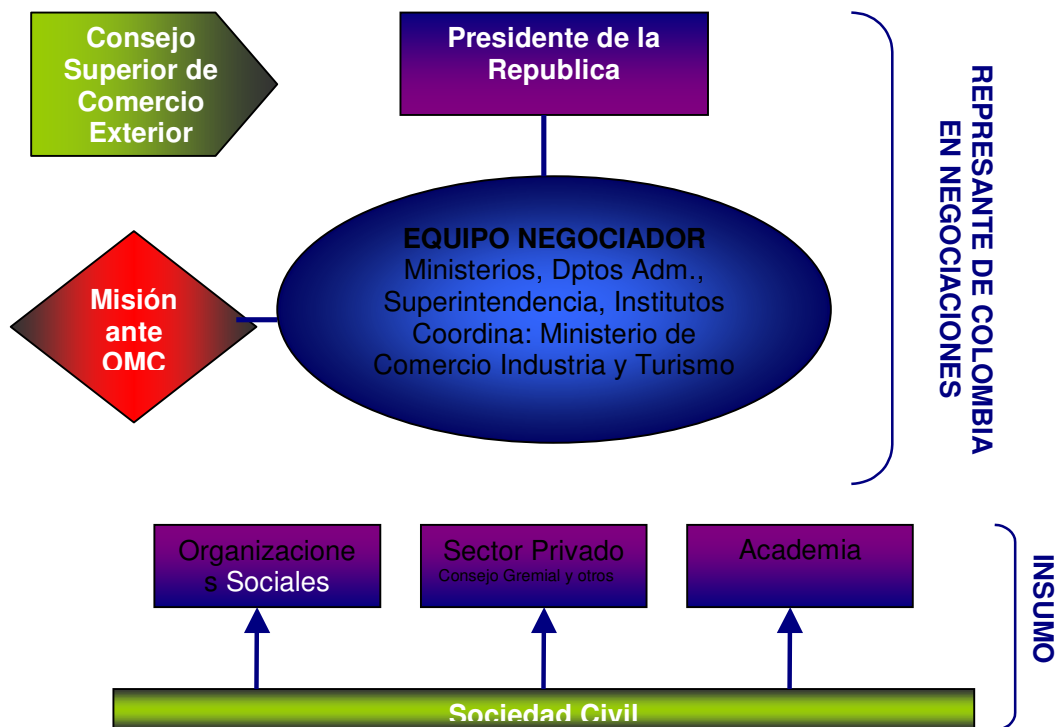 Consejo
Superior de
Comercio
Exterior
Presidente de la
Republica
REPRESANTE DE COLOMBIA
EN NEGOCIACIONES
EQUIPO NEGOCIADOR
Ministerios, Dptos Adm.,
Superintendencia, Institutos
Coordina: Ministerio de
Comercio Industria y Turismo
Misión
ante
OMC
Organizacione
s Sociales
Sector Privado
Consejo Gremial y otros
Academia
INSUMO
Sociedad Civil